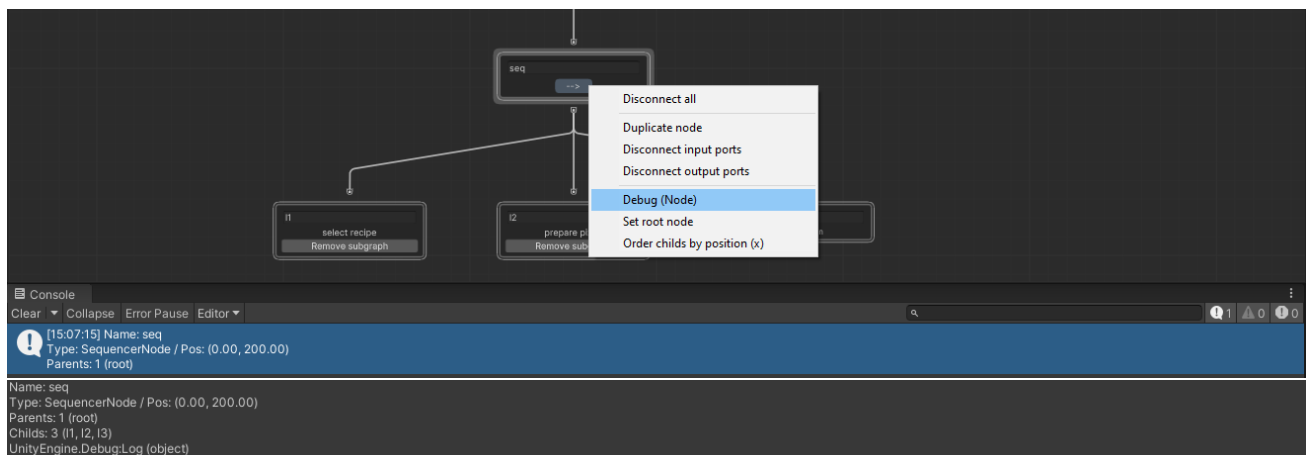 seq
-->
Disconnect all
Duplicate node
Disconnect input ports
Disconnect output ports
Debug (Node)
Set root node
Order childs by position (x)
l1
select recipe
Remove subgraph
l2
prepare pi
Remove sub
Console
Clear Collapse Error Pause Editor
1 0 0
[15:07:15] Name: seq
Type: SequencerNode / Pos: (0.00, 200.00)
Parents: 1 (root)
Name: seq
Type: SequencerNode / Pos: (0.00, 200.00)
Parents: 1 (root)
Childs: 3 (l1, l2, l3)
UnityEngine.Debug:Log (object)